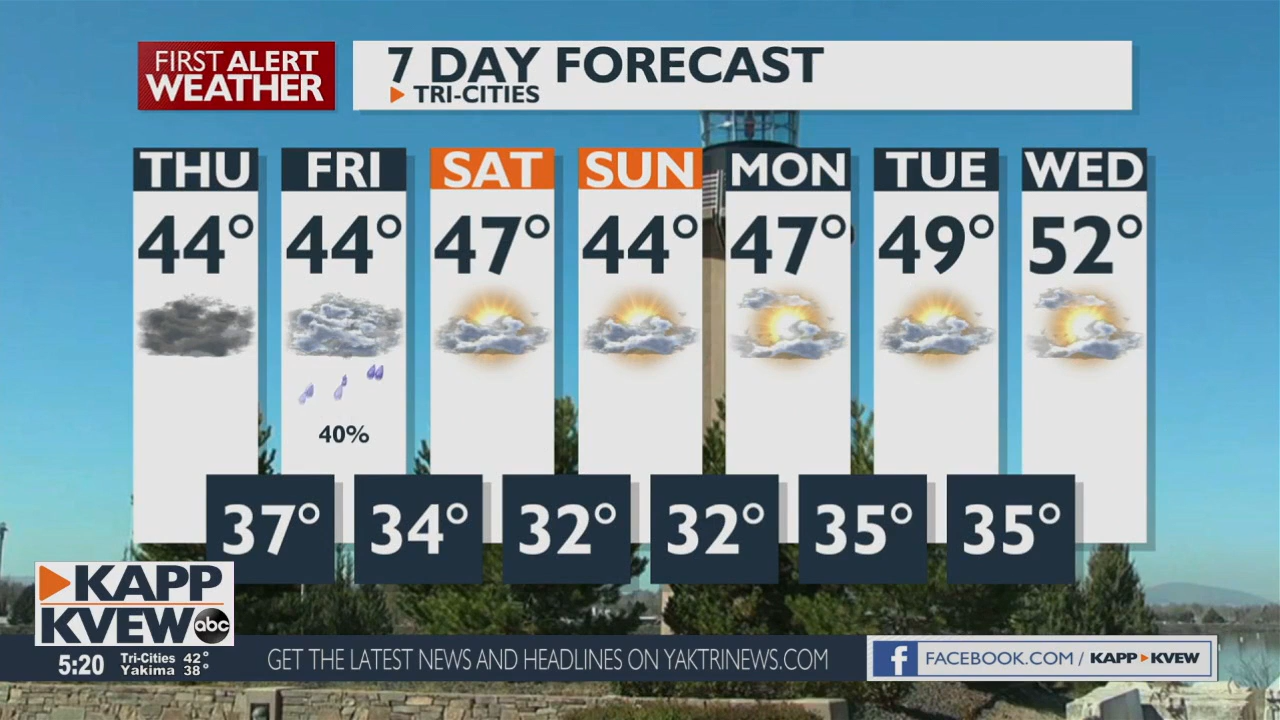 FIRST ALERT
WEATHER
7 DAY FORECAST
TRI-CITIES
THU FRI SAT SUN MON TUE WED
44° 44° 47° 44° 47° 49° 52°
40%
37° 34° 32° 32° 35° 35°
KAPP
KVEW abc
5:20 Tri-Cities 42°
Yakima 38°
GET THE LATEST NEWS AND HEADLINES ON YAKTRINEWS.COM
f FACEBOOK.COM / KAPP KVEW